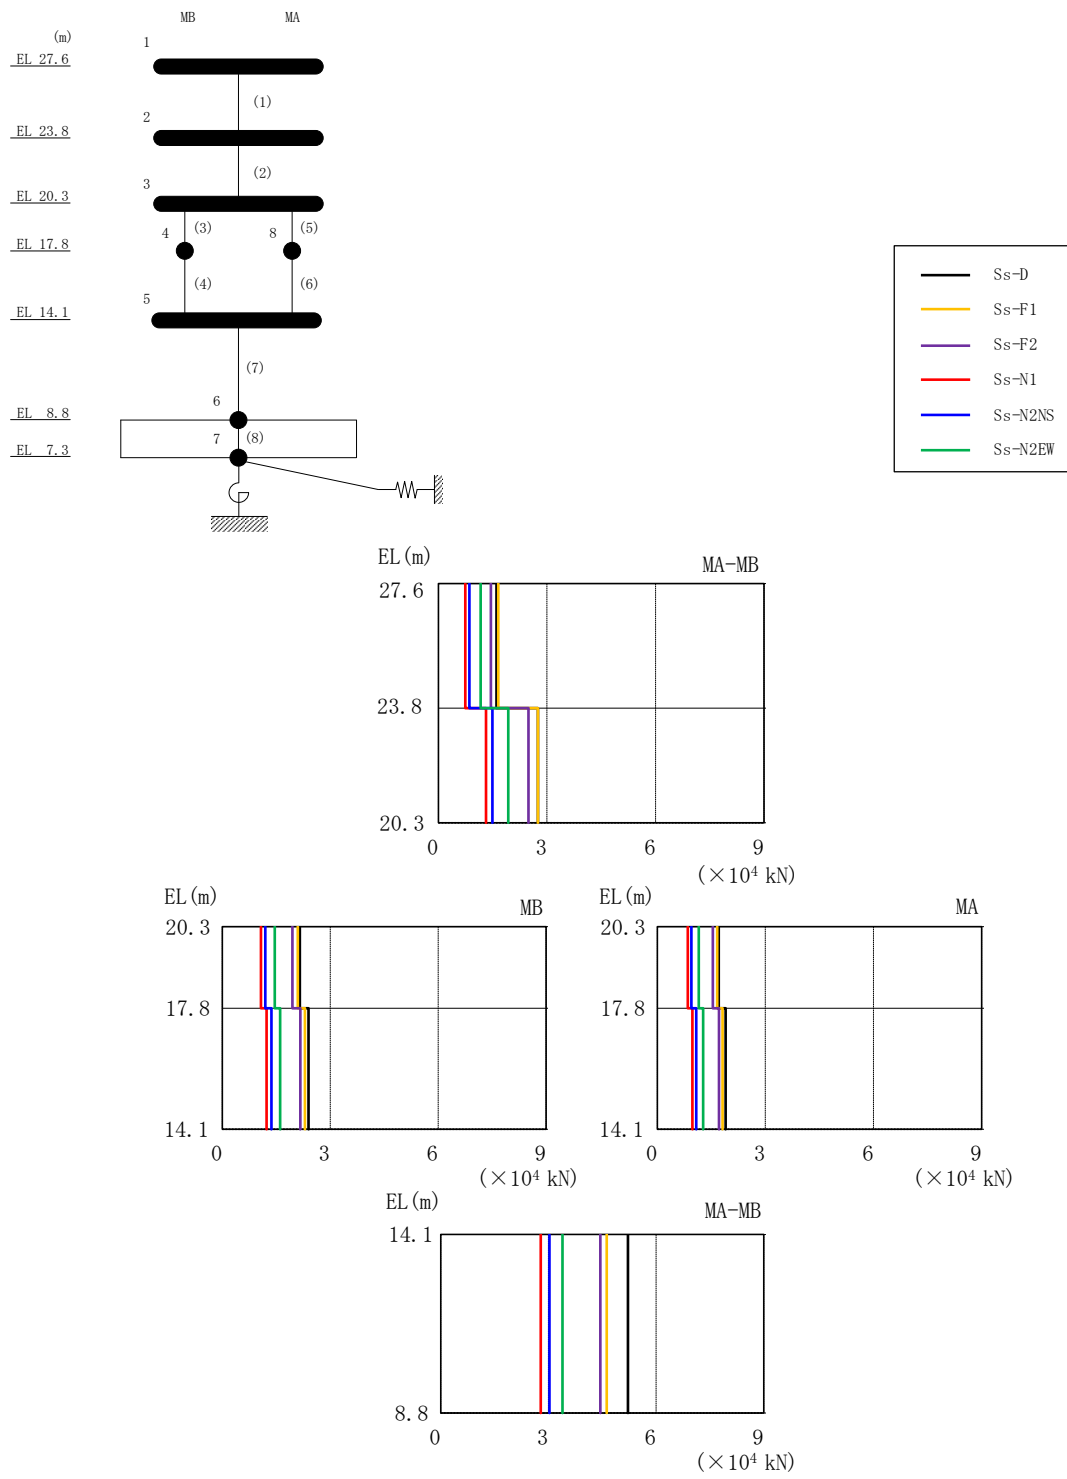 MB MA
(m)
1
EL 27.6
(1)
2
EL 23.8
(2)
3
EL 20.3
4 (3) 8 (5)
EL 17.8
(4) (6)
5
EL 14.1
(7)
6
EL 8.8
7 (8)
EL 7.3
Ss-D
Ss-F1
Ss-F2
Ss-N1
Ss-N2NS
Ss-N2EW
EL(m) MA-MB
27.6
23.8
20.3
0 3 6 9
(×10⁴ kN)
EL(m) MB
20.3
17.8
14.1
0 3 6 9
(×10⁴ kN)
EL(m) MA
20.3
17.8
14.1
0 3 6 9
(×10⁴ kN)
EL(m) MA-MB
14.1
8.8
0 3 6 9
(×10⁴ kN)